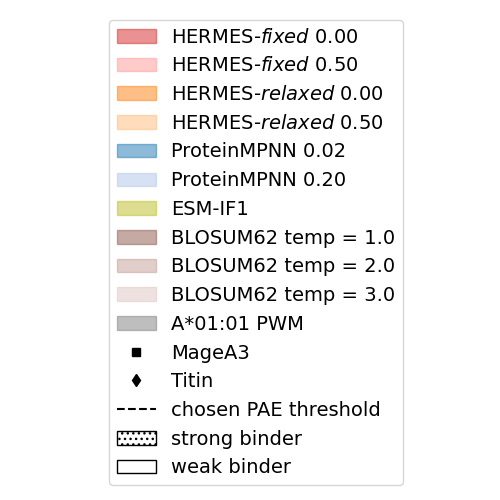 HERMES-fixed 0.00
HERMES-fixed 0.50
HERMES-relaxed 0.00
HERMES-relaxed 0.50
ProteinMPNN 0.02
ProteinMPNN 0.20
ESM-IF1
BLOSUM62 temp = 1.0
BLOSUM62 temp = 2.0
BLOSUM62 temp = 3.0
A*01:01 PWM
MageA3
Titin
chosen PAE threshold
strong binder
weak binder